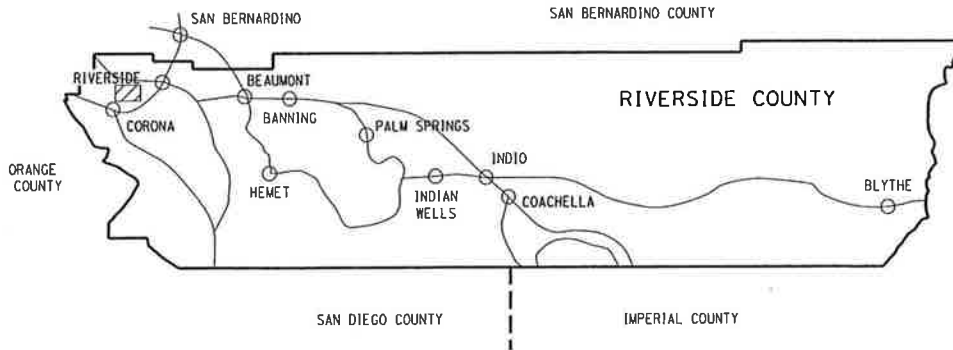 SAN BERNARDINO
SAN BERNARDINO COUNTY
RIVERSIDE
BEAUMONT
RIVERSIDE COUNTY
BANNING
CORONA
PALM SPRINGS
ORANGE
COUNTY
INDIO
HEMET
INDIAN
WELLS
COACHELLA
BLYTHE
SAN DIEGO COUNTY
IMPERIAL COUNTY